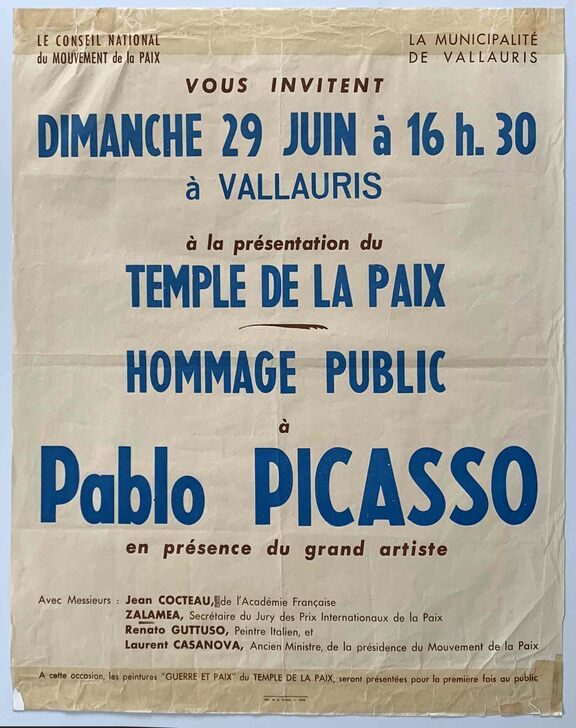 LE CONSEIL NATIONAL
du MOUVEMENT de la PAIX
LA MUNICIPALITÉ
DE VALLAURIS
VOUS INVITENT
DIMANCHE 29 JUIN à 16 h. 30
à VALLAURIS
à la présentation du
TEMPLE DE LA PAIX
HOMMAGE PUBLIC
à
Pablo PICASSO
en présence du grand artiste
Avec Messieurs : Jean COCTEAU, de l'Académie Française
ZALAMEA, Secrétaire du Jury des Prix Internationaux de la Paix
Renato GUTTUSO, Peintre Italien, et
Laurent CASANOVA, Ancien Ministre, de la présidence du Mouvement de la Paix
A cette occasion, les peintures "GUERRE ET PAIX" du TEMPLE DE LA PAIX, seront présentées pour la première fois au public